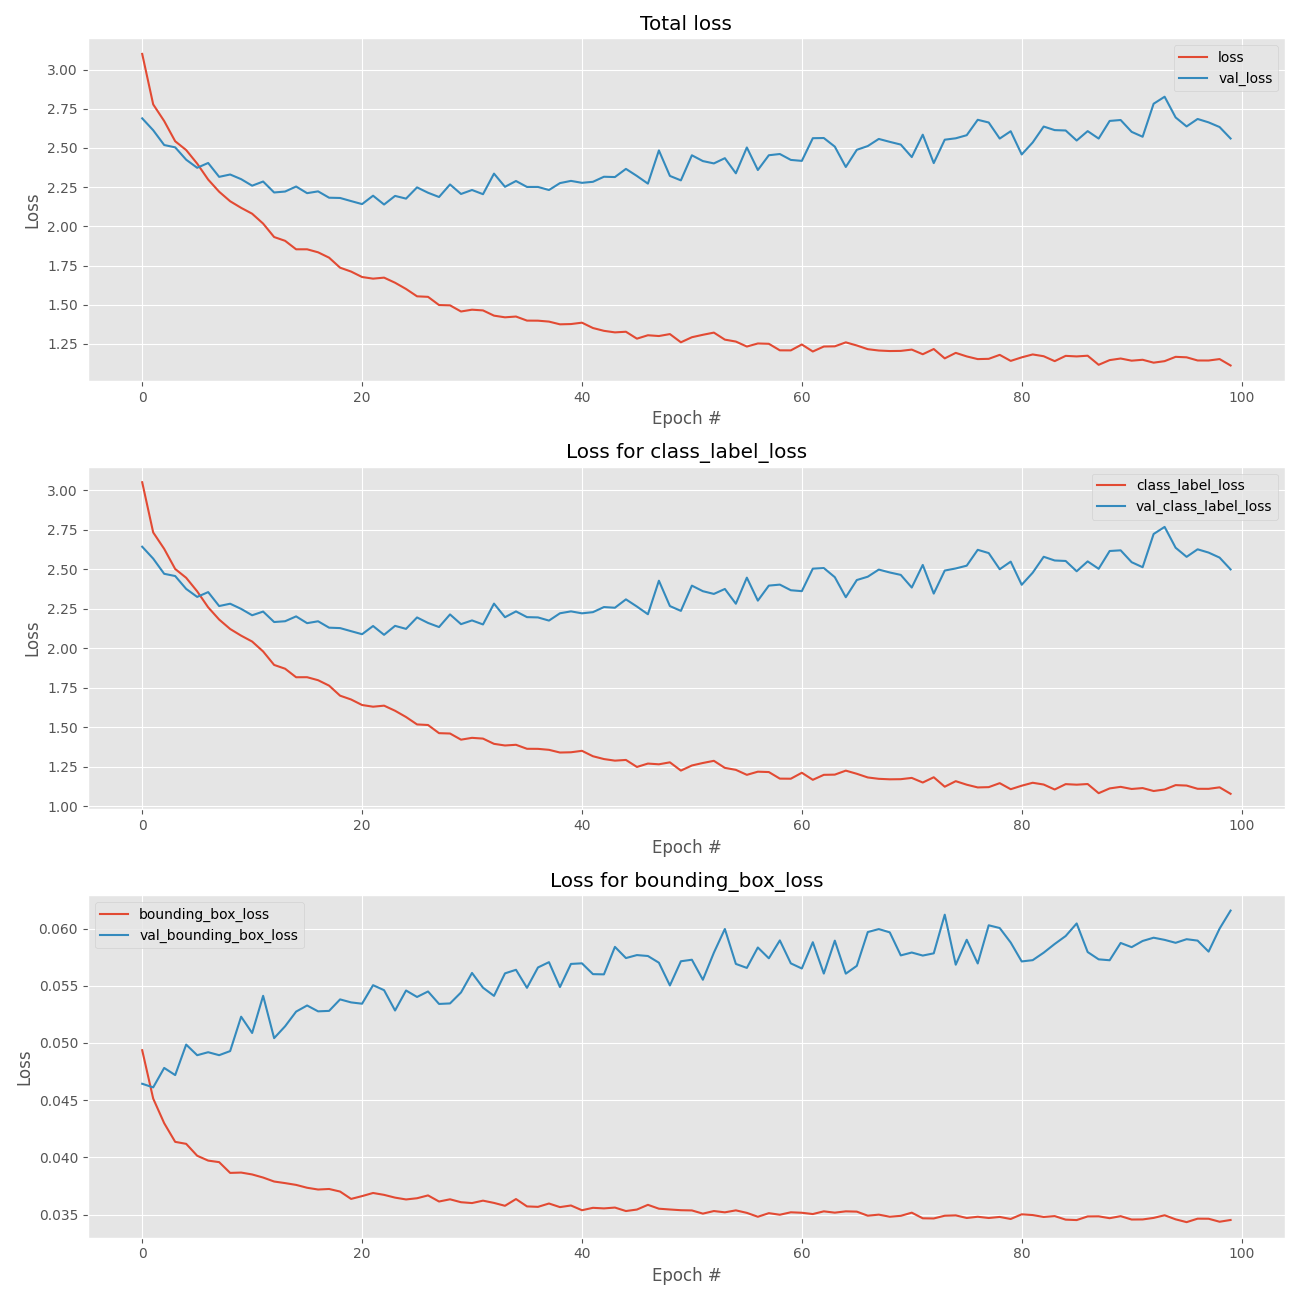 Total loss
loss
val_loss
3.00
2.75
2.50
2.25
2.00
1.75
1.50
1.25
Loss
0 20 40 60 80 100
Epoch #
Loss for class_label_loss
class_label_loss
val_class_label_loss
3.00
2.75
2.50
2.25
2.00
1.75
1.50
1.25
1.00
Loss
0 20 40 60 80 100
Epoch #
Loss for bounding_box_loss
bounding_box_loss
val_bounding_box_loss
0.060
0.055
0.050
0.045
0.040
0.035
Loss
0 20 40 60 80 100
Epoch #